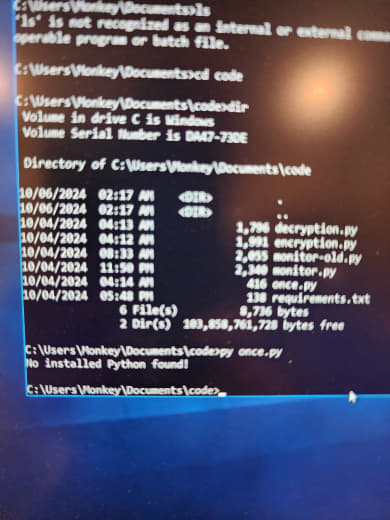 C:\Users\Monkey\Documents>ls
'ls' is not recognized as an internal or external
operable program or batch file.
C:\Users\Monkey\Documents>cd code
C:\Users\Monkey\Documents\code>dir
Volume in drive C is Windows
Volume Serial Number is DA47-73DE
Directory of C:\Users\Monkey\Documents\code
10/06/2024 02:17 AM <DIR> .
10/06/2024 02:17 AM <DIR> ..
10/04/2024 04:13 AM 1,796 decryption.py
10/04/2024 04:12 AM 1,991 encryption.py
10/04/2024 08:33 AM 2,055 monitor-old.py
10/04/2024 11:50 PM 2,340 monitor.py
10/04/2024 04:14 AM 416 once.py
10/04/2024 05:48 PM 138 requirements.txt
6 File(s) 8,736 bytes
2 Dir(s) 103,858,761,728 bytes free
C:\Users\Monkey\Documents\code>py once.py
No installed Python found!
C:\Users\Monkey\Documents\code>